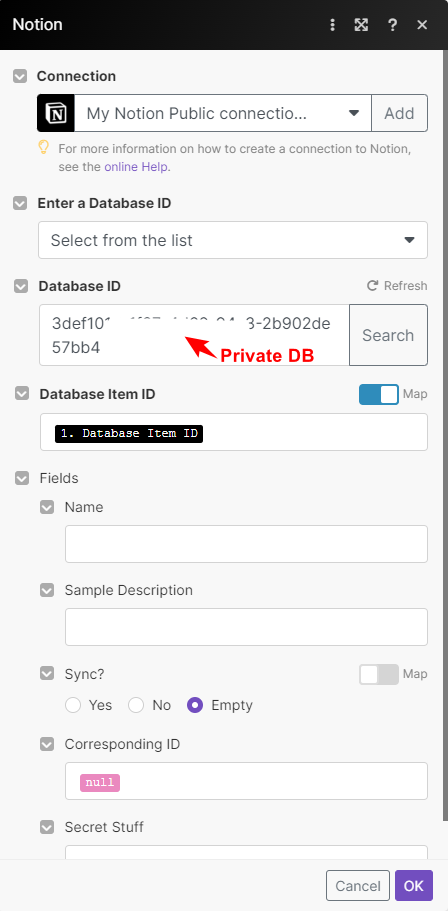 Notion
Connection
My Notion Public connectio...
Add
For more information on how to create a connection to Notion,
see the online Help.
Enter a Database ID
Select from the list
Database ID
Refresh
3def101 3-2b902de
57bb4
Search
Private DB
Database Item ID
Map
1. Database Item ID
Fields
Name
Sample Description
Sync?
Map
Yes No Empty
Corresponding ID
null
Secret Stuff
Cancel OK